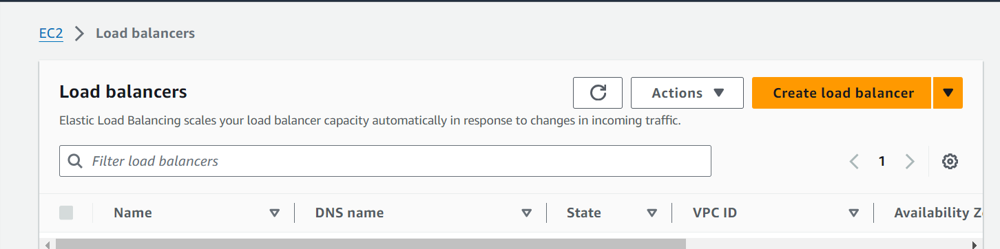 EC2 Load balancers
Load balancers
Actions
Create load balancer
Elastic Load Balancing scales your load balancer capacity automatically in response to changes in incoming traffic.
Filter load balancers
1
Name DNS name State VPC ID Availability Z